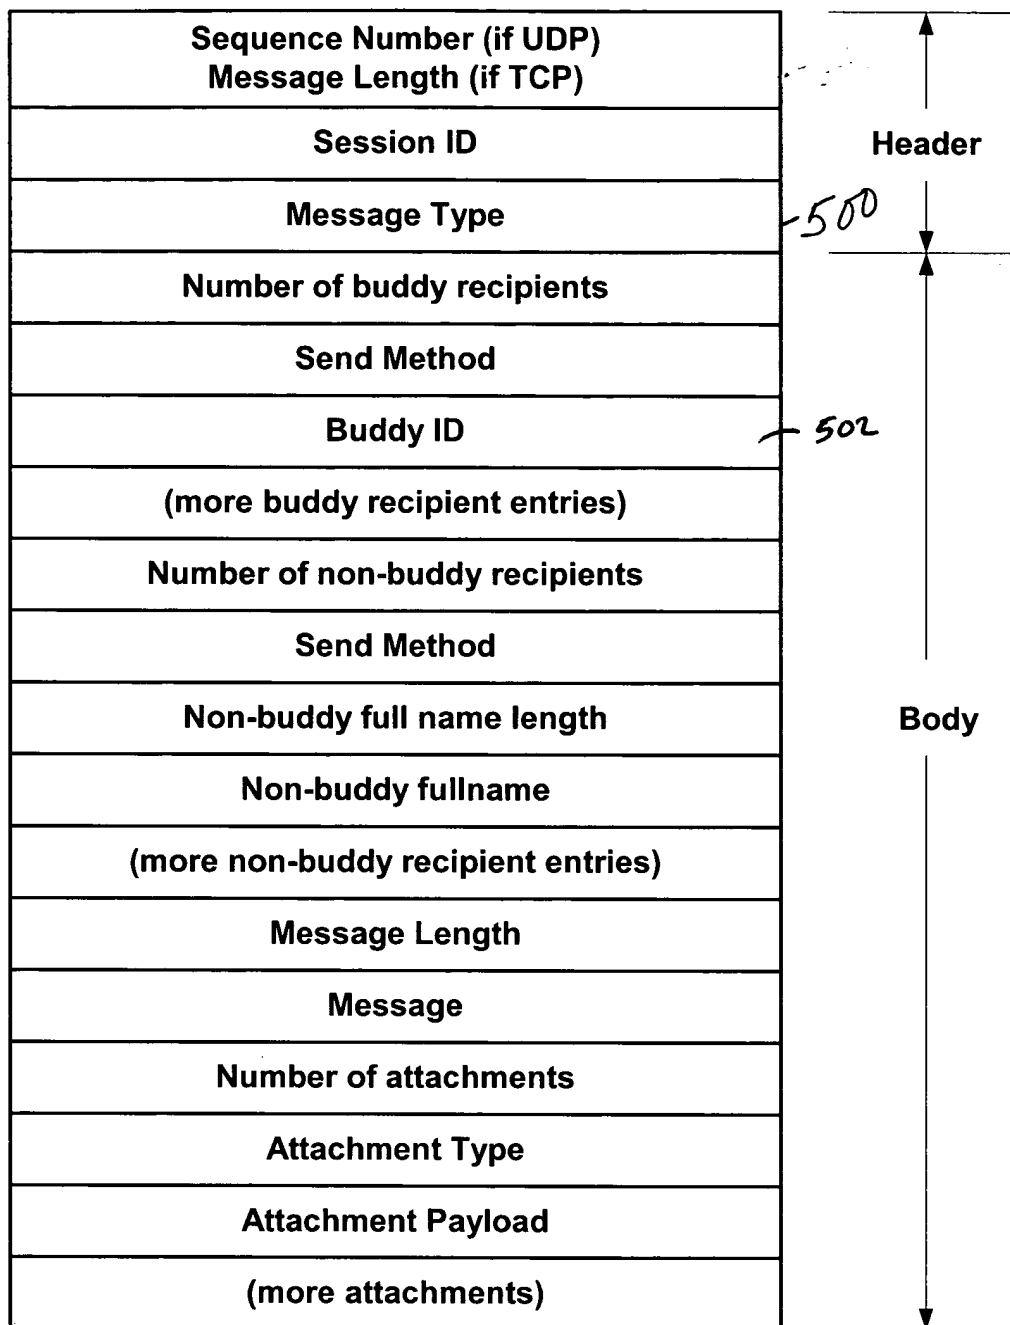 Sequence Number (if UDP)
Message Length (if TCP)
Session ID
Header
Message Type
500
Number of buddy recipients
Send Method
Buddy ID
502
(more buddy recipient entries)
Number of non-buddy recipients
Send Method
Non-buddy full name length
Body
Non-buddy fullname
(more non-buddy recipient entries)
Message Length
Message
Number of attachments
Attachment Type
Attachment Payload
(more attachments)